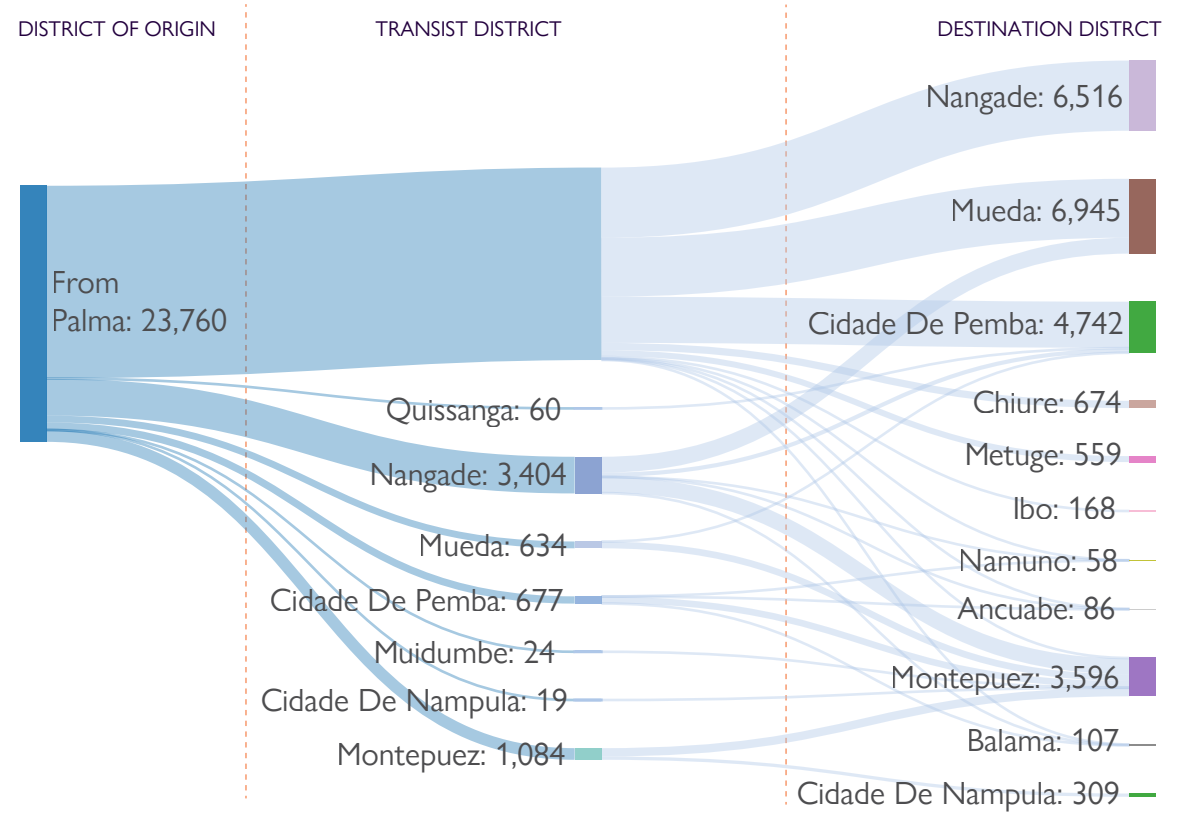 DISTRICT OF ORIGIN
TRANSIST DISTRICT
DESTINATION DISTRCT
From
Palma: 23,760
Quissanga: 60
Nangade: 3,404
Mueda: 634
Cidade De Pemba: 677
Muidumbe: 24
Cidade De Nampula: 19
Montepuez: 1,084
Nangade: 6,516
Mueda: 6,945
Cidade De Pemba: 4,742
Chiure: 674
Metuge: 559
Ibo: 168
Namuno: 58
Ancuabe: 86
Montepuez: 3,596
Balama: 107
Cidade De Nampula: 309